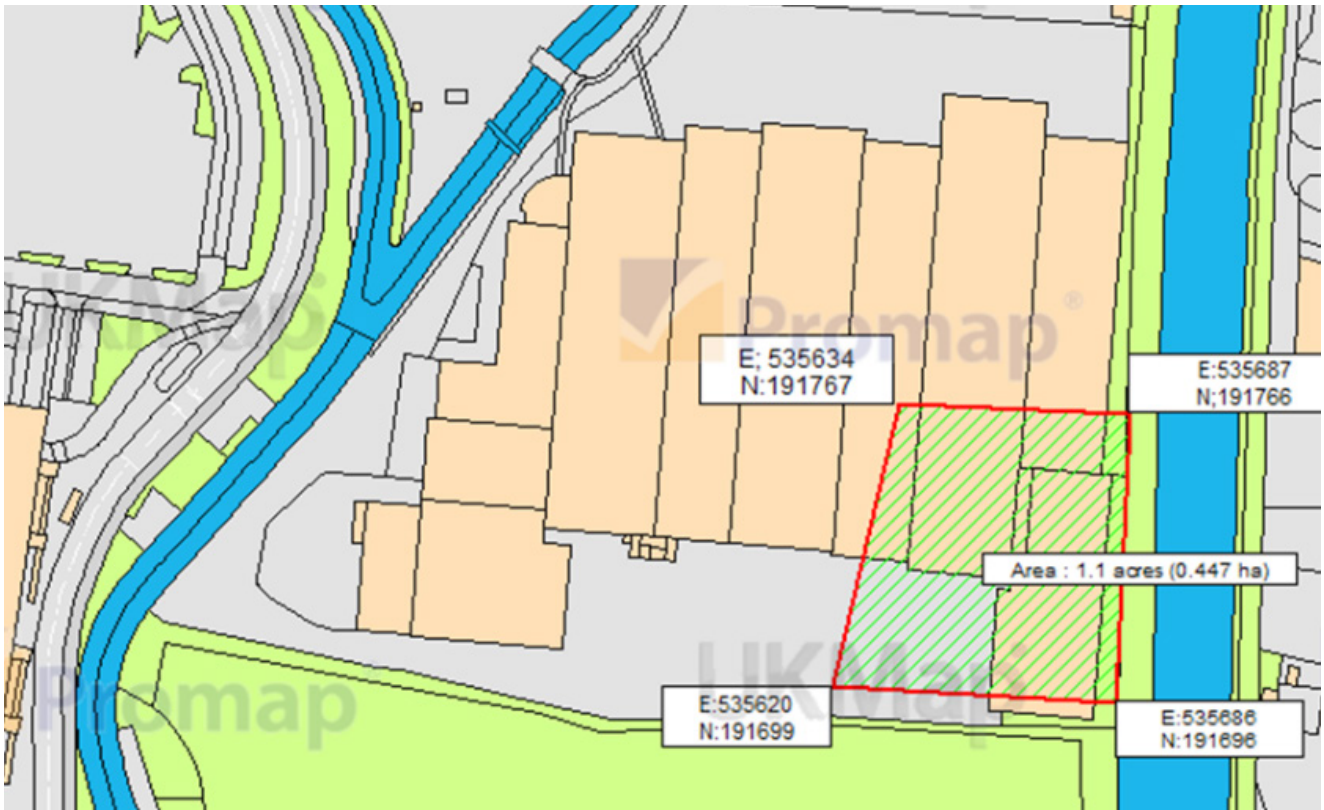 UKMap
Promap®
E; 535634
N:191767
E:535687
N;191766
Area : 1.1 acres (0.447 ha)
UKMap
Promap
E:535620
N:191699
E:535686
N:191696